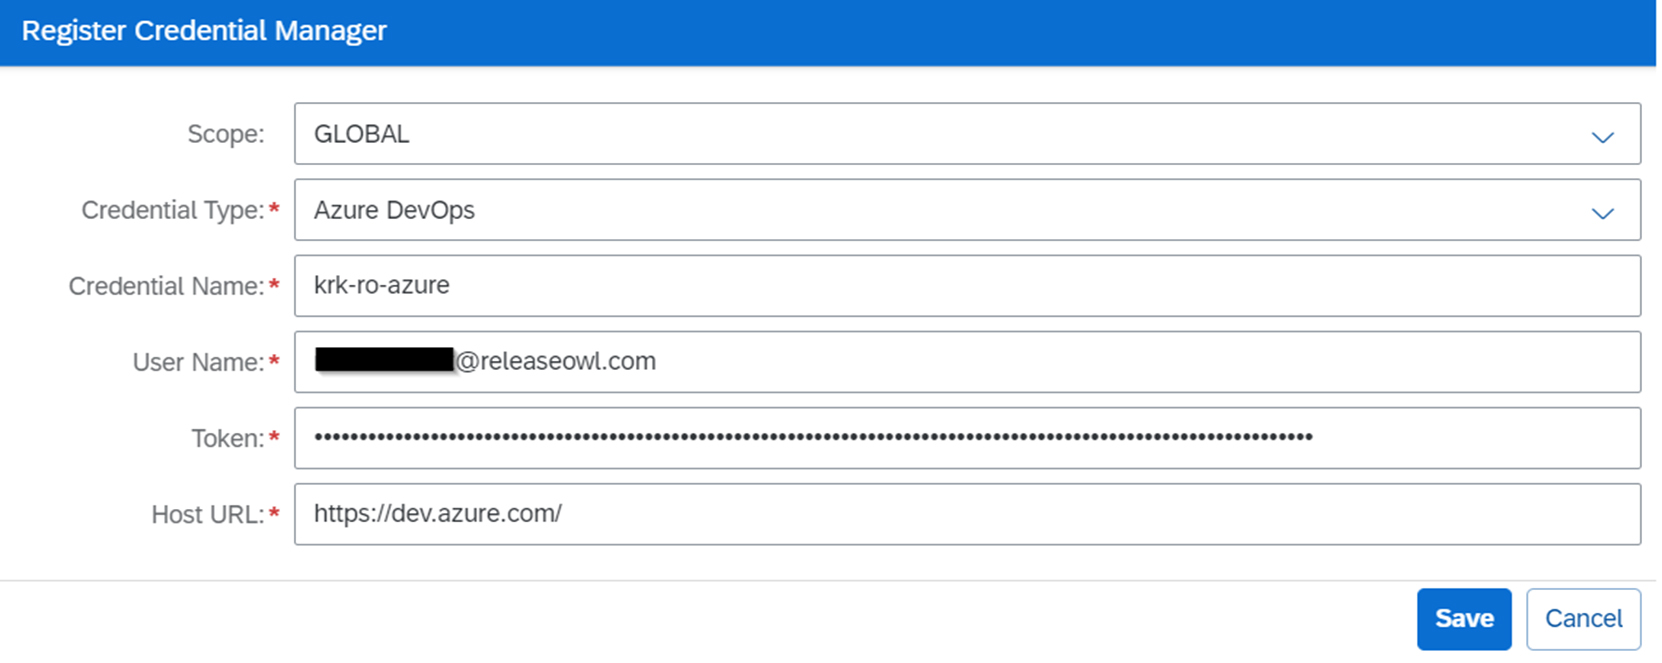 Register Credential Manager
Scope: GLOBAL
Credential Type:* Azure DevOps
Credential Name:* krk-ro-azure
User Name:* @releaseowl.com
Token:*
Host URL:* https://dev.azure.com/
Save Cancel